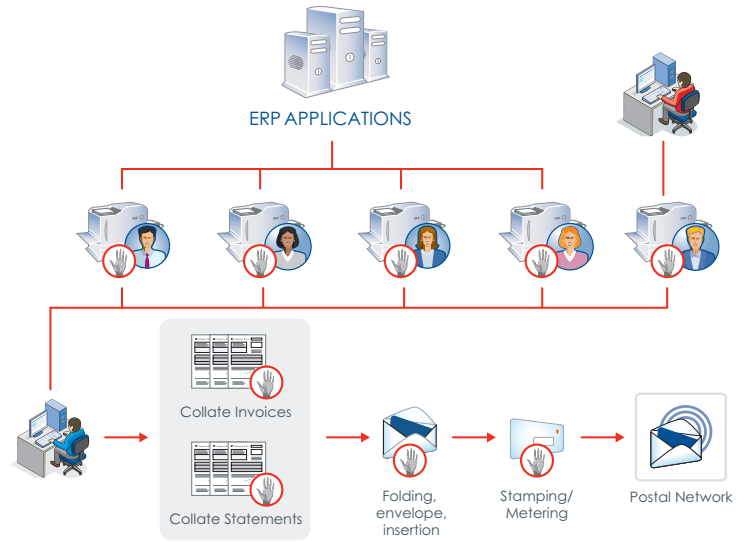 ERP APPLICATIONS
Collate Invoices
Collate Statements
Folding,
envelope,
insertion
Stamping/
Metering
Postal Network